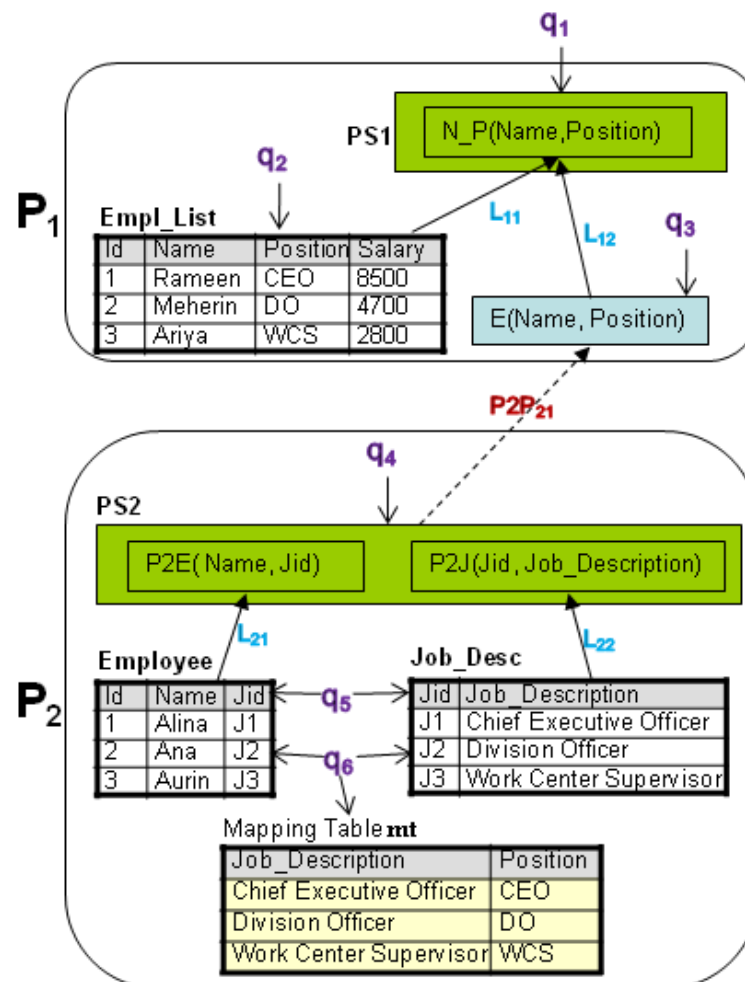 q1
PS1
N_P(Name,Position)
q2
P1
Empl_List
L11
L12
q3
Id Name Position Salary
1 Rameen CEO 8500
2 Meherin DO 4700
3 Ariya WCS 2800
E(Name, Position)
P2P21
q4
PS2
P2E( Name, Jid)
P2J(Jid, Job_Description)
L21
L22
P2
Employee
Id Name Jid
1 Alina J1
2 Ana J2
3 Aurin J3
q5
q6
Job_Desc
Jid Job_Description
J1 Chief Executive Officer
J2 Division Officer
J3 Work Center Supervisor
Mapping Table mt
Job_Description Position
Chief Executive Officer CEO
Division Officer DO
Work Center Supervisor WCS